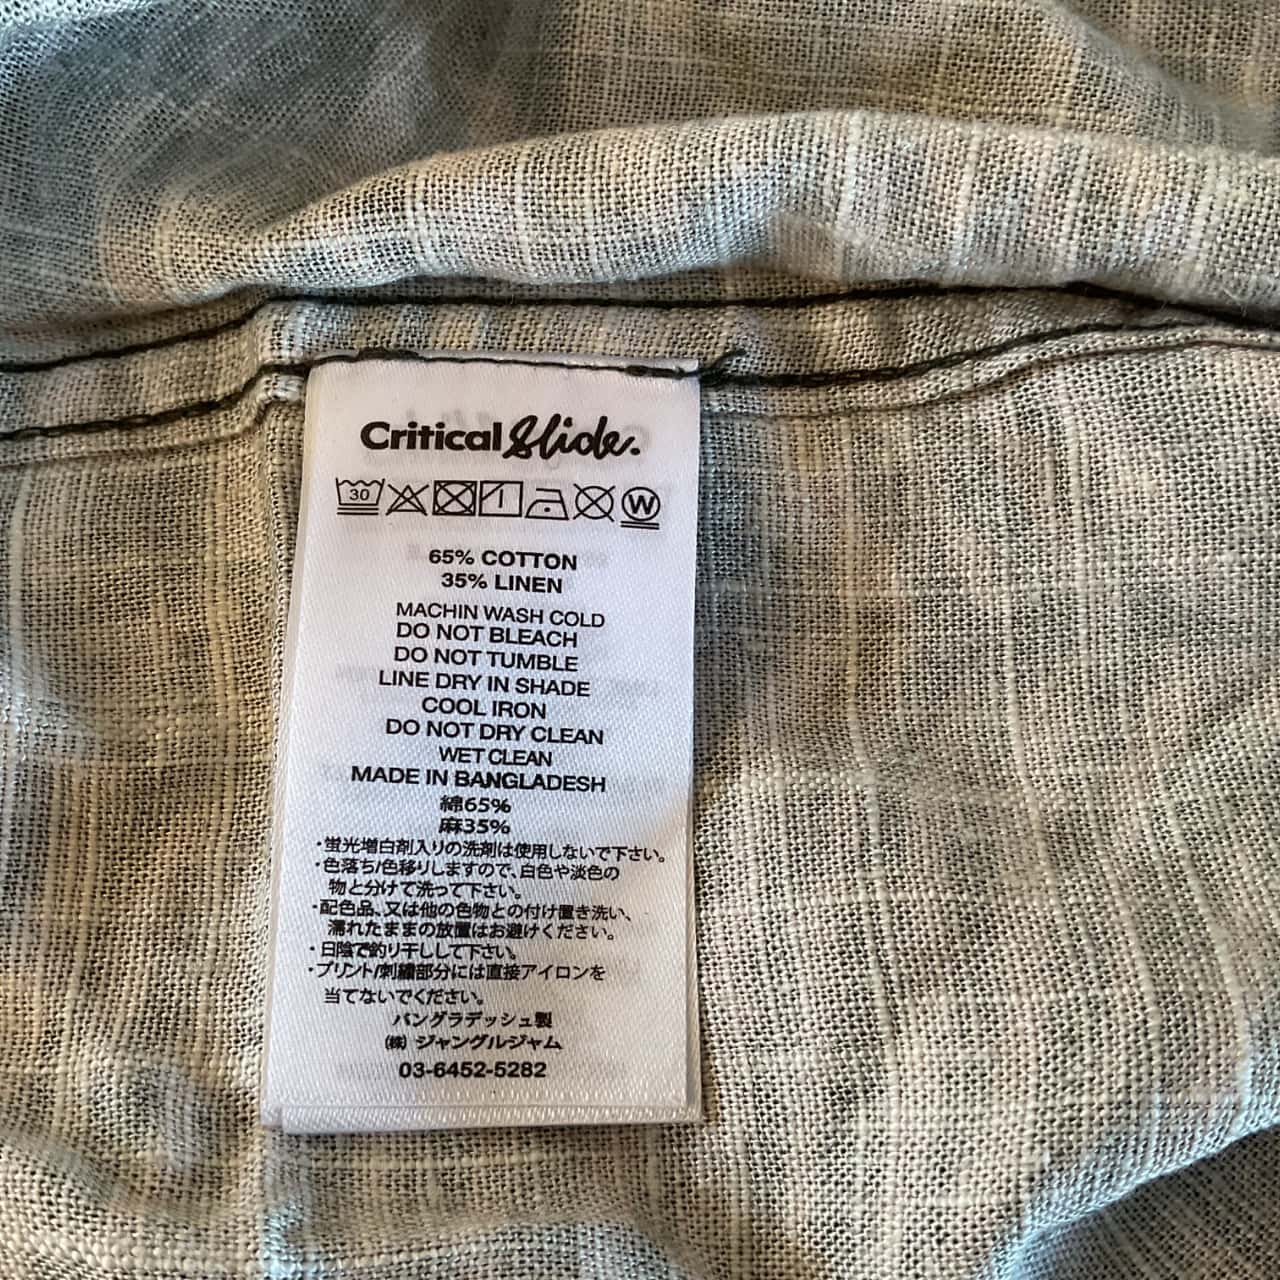 Critical Slide.
30 W
65% COTTON
35% LINEN
MACHIN WASH COLD
DO NOT BLEACH
DO NOT TUMBLE
LINE DRY IN SHADE
COOL IRON
DO NOT DRY CLEAN
WET CLEAN
MADE IN BANGLADESH
綿65%
麻35%
・蛍光増白剤入りの洗剤は使用しないで下さい。
・色落ち/色移りしますので、白色や淡色の
物と分けて洗って下さい。
・配色品、又は他の色物との付け置き洗い、
濡れたままの放置はお避けください。
・日陰で釣り干しして下さい。
・プリント/刺繍部分には直接アイロンを
当てないでください。
バングラデッシュ製
㈱ ジャングルジャム
03-6452-5282